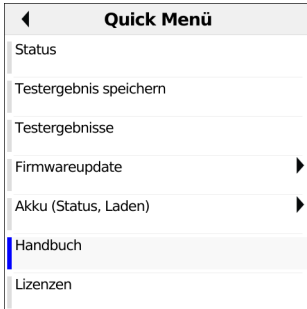 Quick Menü
Status
Testergebnis speichern
Testergebnisse
Firmwareupdate
Akku (Status, Laden)
Handbuch
Lizenzen